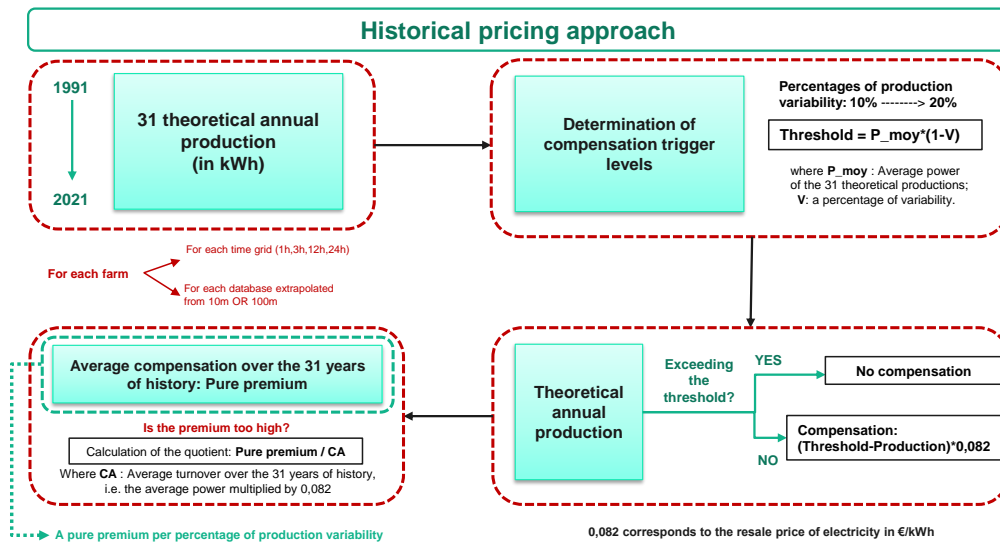 Historical pricing approach
1991
2021
31 theoretical annual
production
(in kWh)
Determination of
compensation trigger
levels
Percentages of production
variability: 10% --------> 20%
Threshold = P_moy*(1-V)
where P_moy : Average power
of the 31 theoretical productions;
V: a percentage of variability.
For each farm
For each time grid (1h,3h,12h,24h)
For each database extrapolated
from 10m OR 100m
Average compensation over the 31 years
of history: Pure premium
Is the premium too high?
Calculation of the quotient: Pure premium / CA
Where CA : Average turnover over the 31 years of history,
i.e. the average power multiplied by 0,082
Theoretical
annual
production
Exceeding
the
threshold?
YES
No compensation
NO
Compensation:
(Threshold-Production)*0,082
A pure premium per percentage of production variability
0,082 corresponds to the resale price of electricity in €/kWh